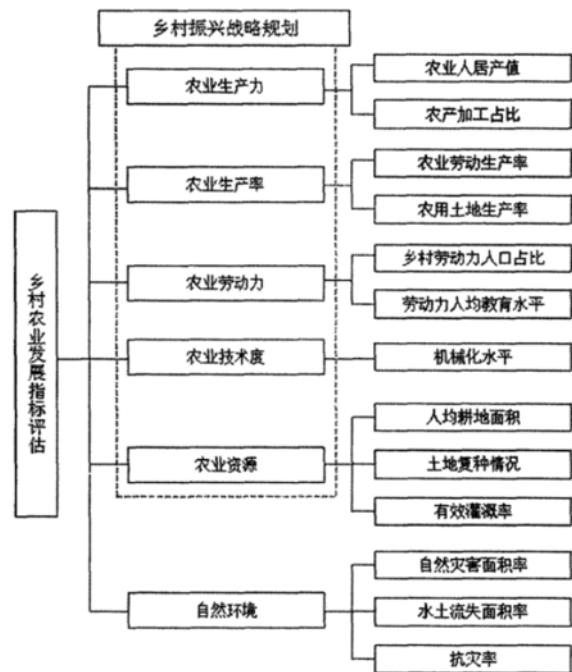 乡村振兴战略规划
农业生产力
农业人居产值
农产加工占比
农业生产率
农业劳动生产率
农用土地生产率
乡村农业发展指标评估
农业劳动力
乡村劳动力人口占比
劳动力人均教育水平
农业技术度
机械化水平
农业资源
人均耕地面积
土地复种情况
有效灌溉率
自然环境
自然灾害面积率
水土流失面积率
抗灾率